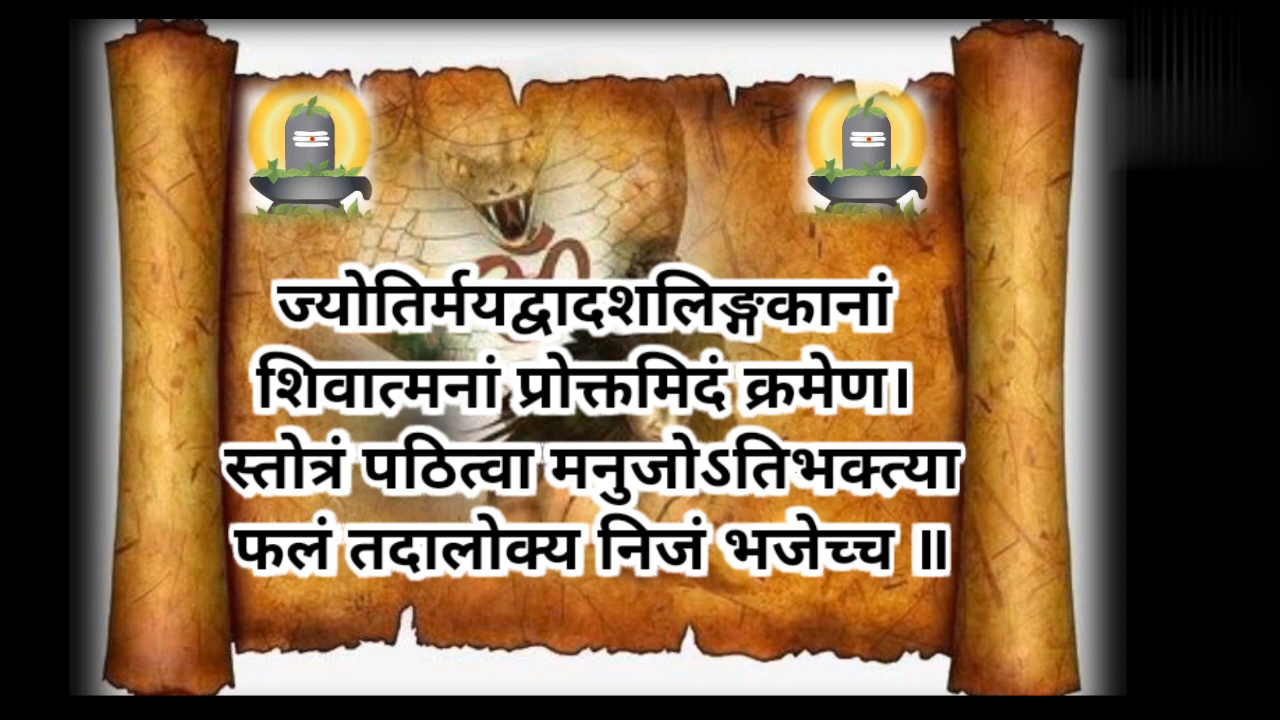 ज्योतिर्मयद्वादशलिङ्गकानां
शिवात्मनां प्रोक्तमिदं क्रमेण।
स्तोत्रं पठित्वा मनुजोऽतिभक्त्या
फलं तदालोक्य निजं भजेच्च ॥